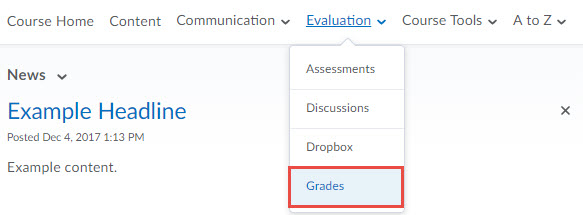 Course Home Content Communication Evaluation Course Tools A to Z
News
Example Headline
Posted Dec 4, 2017 1:13 PM
Example content.
Assessments
Discussions
Dropbox
Grades